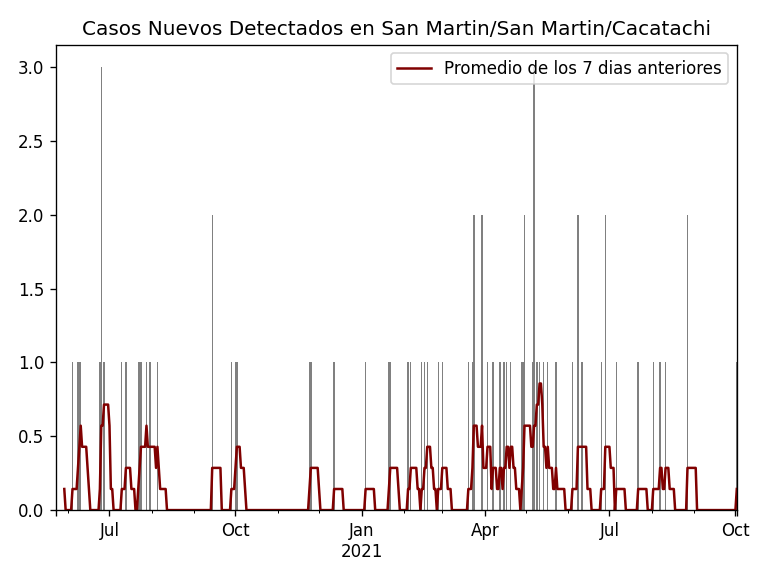 Casos Nuevos Detectados en San Martin/San Martin/Cacatachi
Promedio de los 7 dias anteriores
3.0
2.5
2.0
1.5
1.0
0.5
0.0
Jul
Oct
Jan
2021
Apr
Jul
Oct